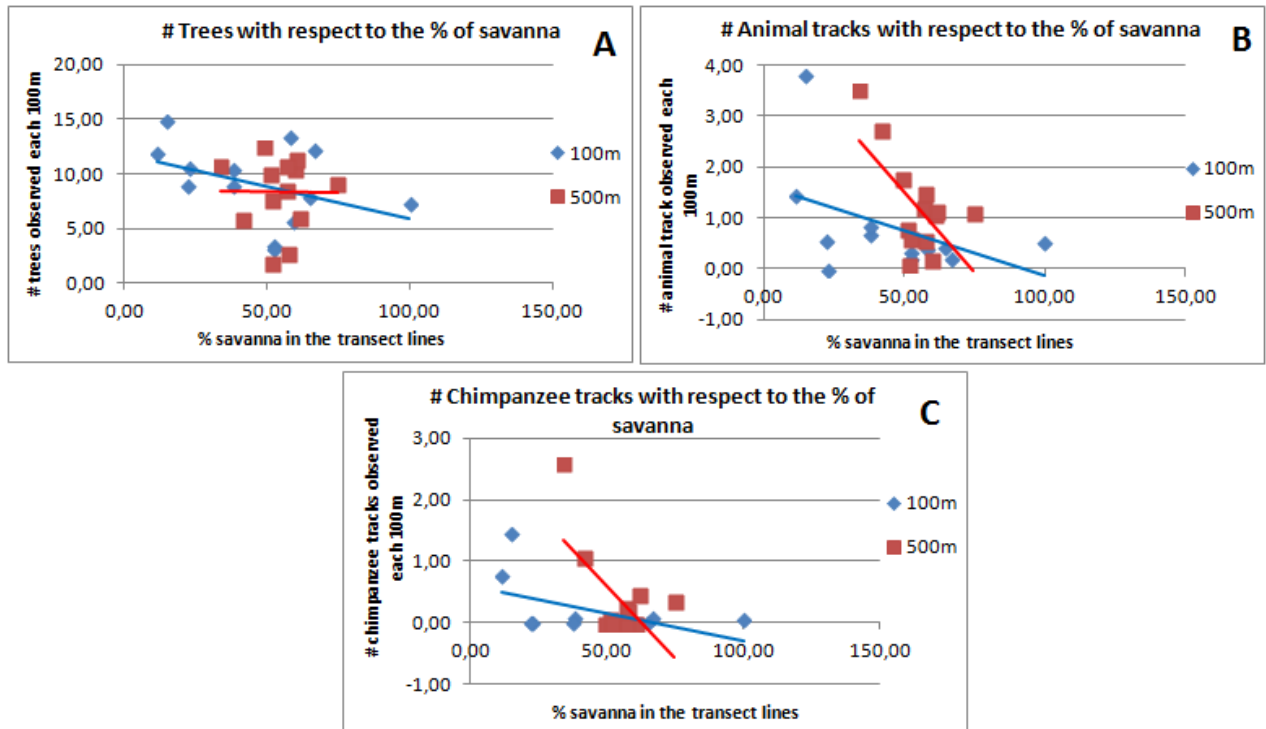 # Trees with respect to the % of savanna
A
# trees observed each 100m
20,00
15,00
10,00
5,00
0,00
0,00 50,00 100,00 150,00
% savanna in the transect lines
100m
500m
# Animal tracks with respect to the % of savanna
B
# animal track observed each
100m
4,00
3,00
2,00
1,00
0,00
-1,00
0,00 50,00 100,00 150,00
% savanna in the transect lines
100m
500m
# Chimpanzee tracks with respect to the % of
savanna
C
# chimpanzee tracks observed
each 100m
3,00
2,00
1,00
0,00
-1,00
0,00 50,00 100,00 150,00
% savanna in the transect lines
100m
500m